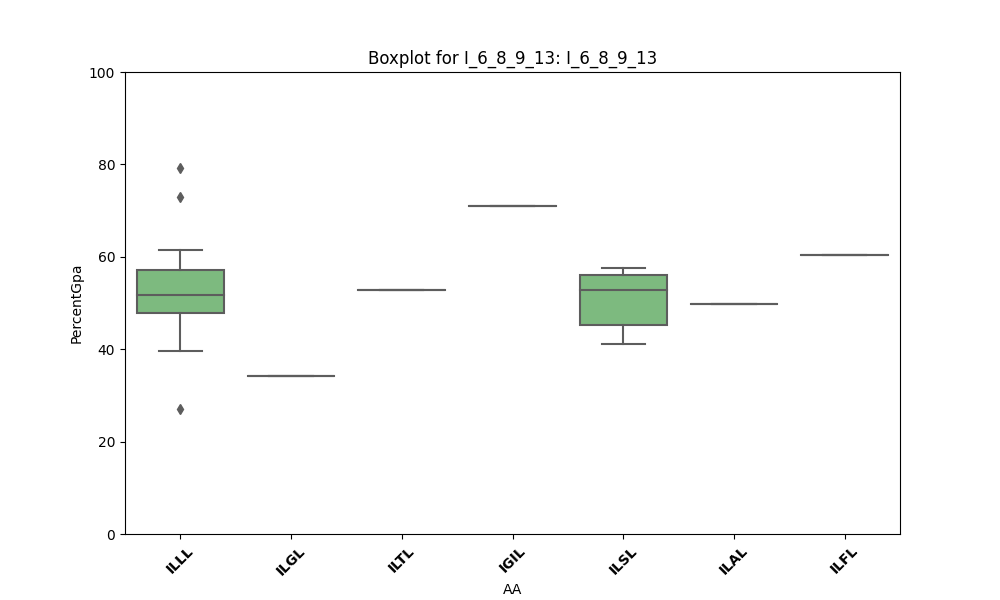 Boxplot for I_6_8_9_13: I_6_8_9_13
100
80
60
40
20
0
PercentGpa
ILLL
ILGL
ILTL
IGIL
ILSL
ILAL
ILFL
AA